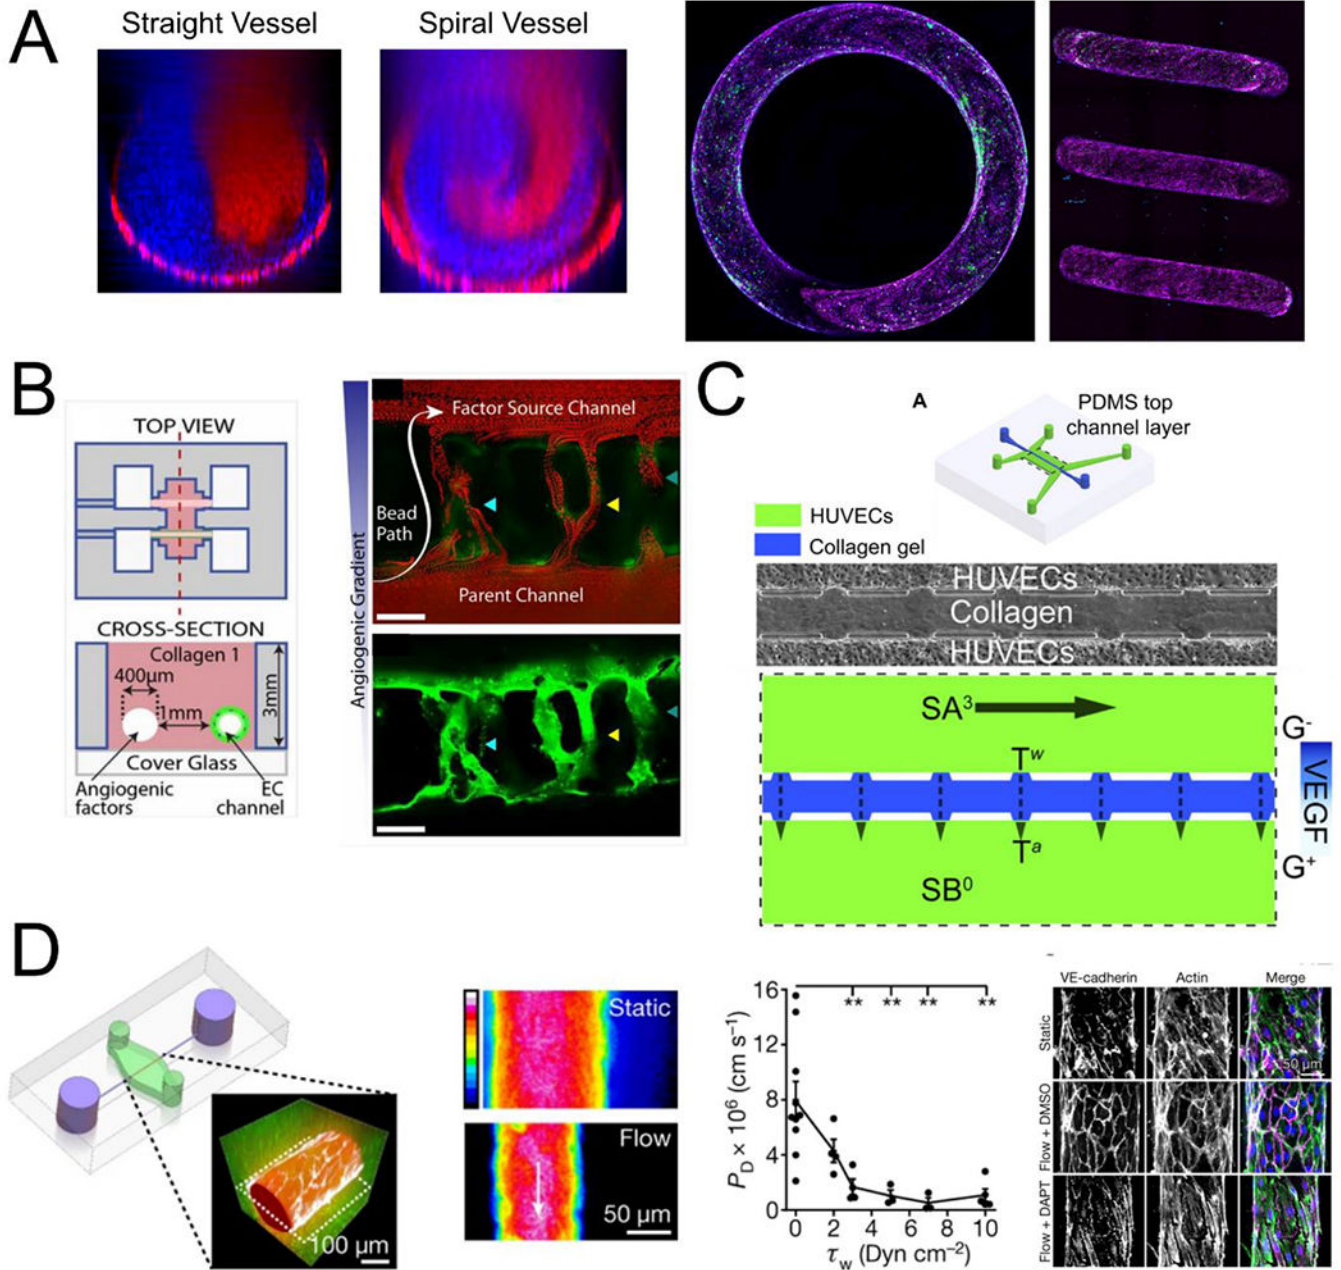 A
Straight Vessel
Spiral Vessel
B
TOP VIEW
CROSS-SECTION
Collagen 1
400μm
1mm
3mm
Cover Glass
Angiogenic
factors
EC
channel
Angiogenic Gradient
Factor Source Channel
Bead
Path
Parent Channel
C
A
PDMS top
channel layer
HUVECs
Collagen gel
HUVECs
Collagen
HUVECs
SA³
Tʷ
Tᵃ
SB⁰
G⁻
VEGF
G⁺
D
100 μm
Static
Flow
50 μm
P_D × 10⁶ (cm s⁻¹)
16
12
8
4
0
** ** ** **
0 2 4 6 8 10
τ_w (Dyn cm⁻²)
VE-cadherin Actin Merge
Static
50 μm
Flow + DMSO
Flow + DAPT